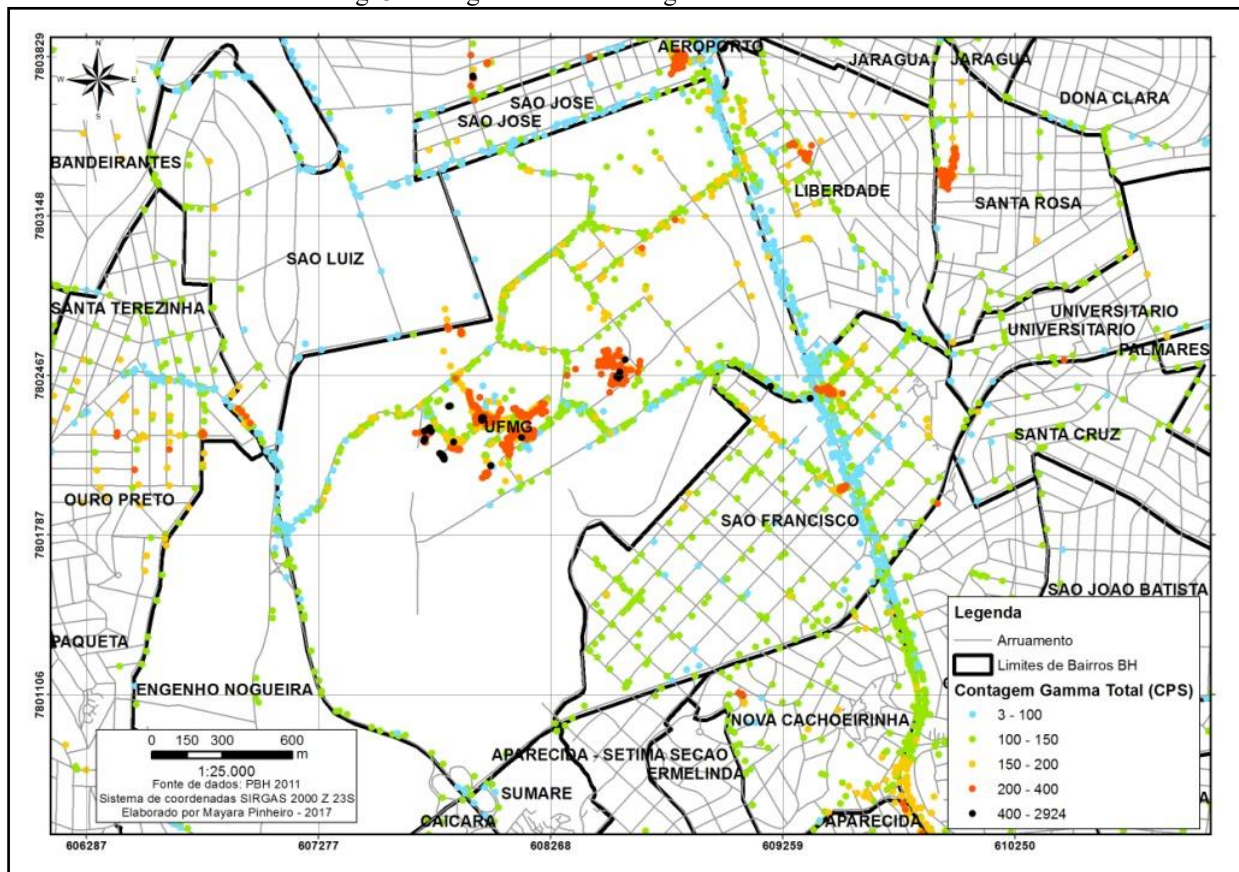 AEROPORTO
JARAGUA JARAGUA
N
W E
S
DONA CLARA
SAO JOSE
SAO JOSE
BANDEIRANTES
LIBERDADE
SANTA ROSA
SAO LUIZ
SANTA TEREZINHA
UNIVERSITARIO
UNIVERSITARIO
PALMARES
UFMG
SANTA CRUZ
OURO PRETO
SAO FRANCISCO
SAO JOAO BATISTA
PAQUETA
ENGENHO NOGUEIRA
NOVA CACHOEIRINHA
APARECIDA - SETIMA SECAO
ERMELINDA
SUMARE
CAICARA
APARECIDA
7803829
7803148
7802467
7801787
7801106
606287 607277 608268 609259 610250
0 150 300 600
m
1:25.000
Fonte de dados: PBH 2011
Sistema de coordenadas SIRGAS 2000 Z 23S
Elaborado por Mayara Pinheiro - 2017
Legenda
Arruamento
Limites de Bairros BH
Contagem Gamma Total (CPS)
3 - 100
100 - 150
150 - 200
200 - 400
400 - 2924